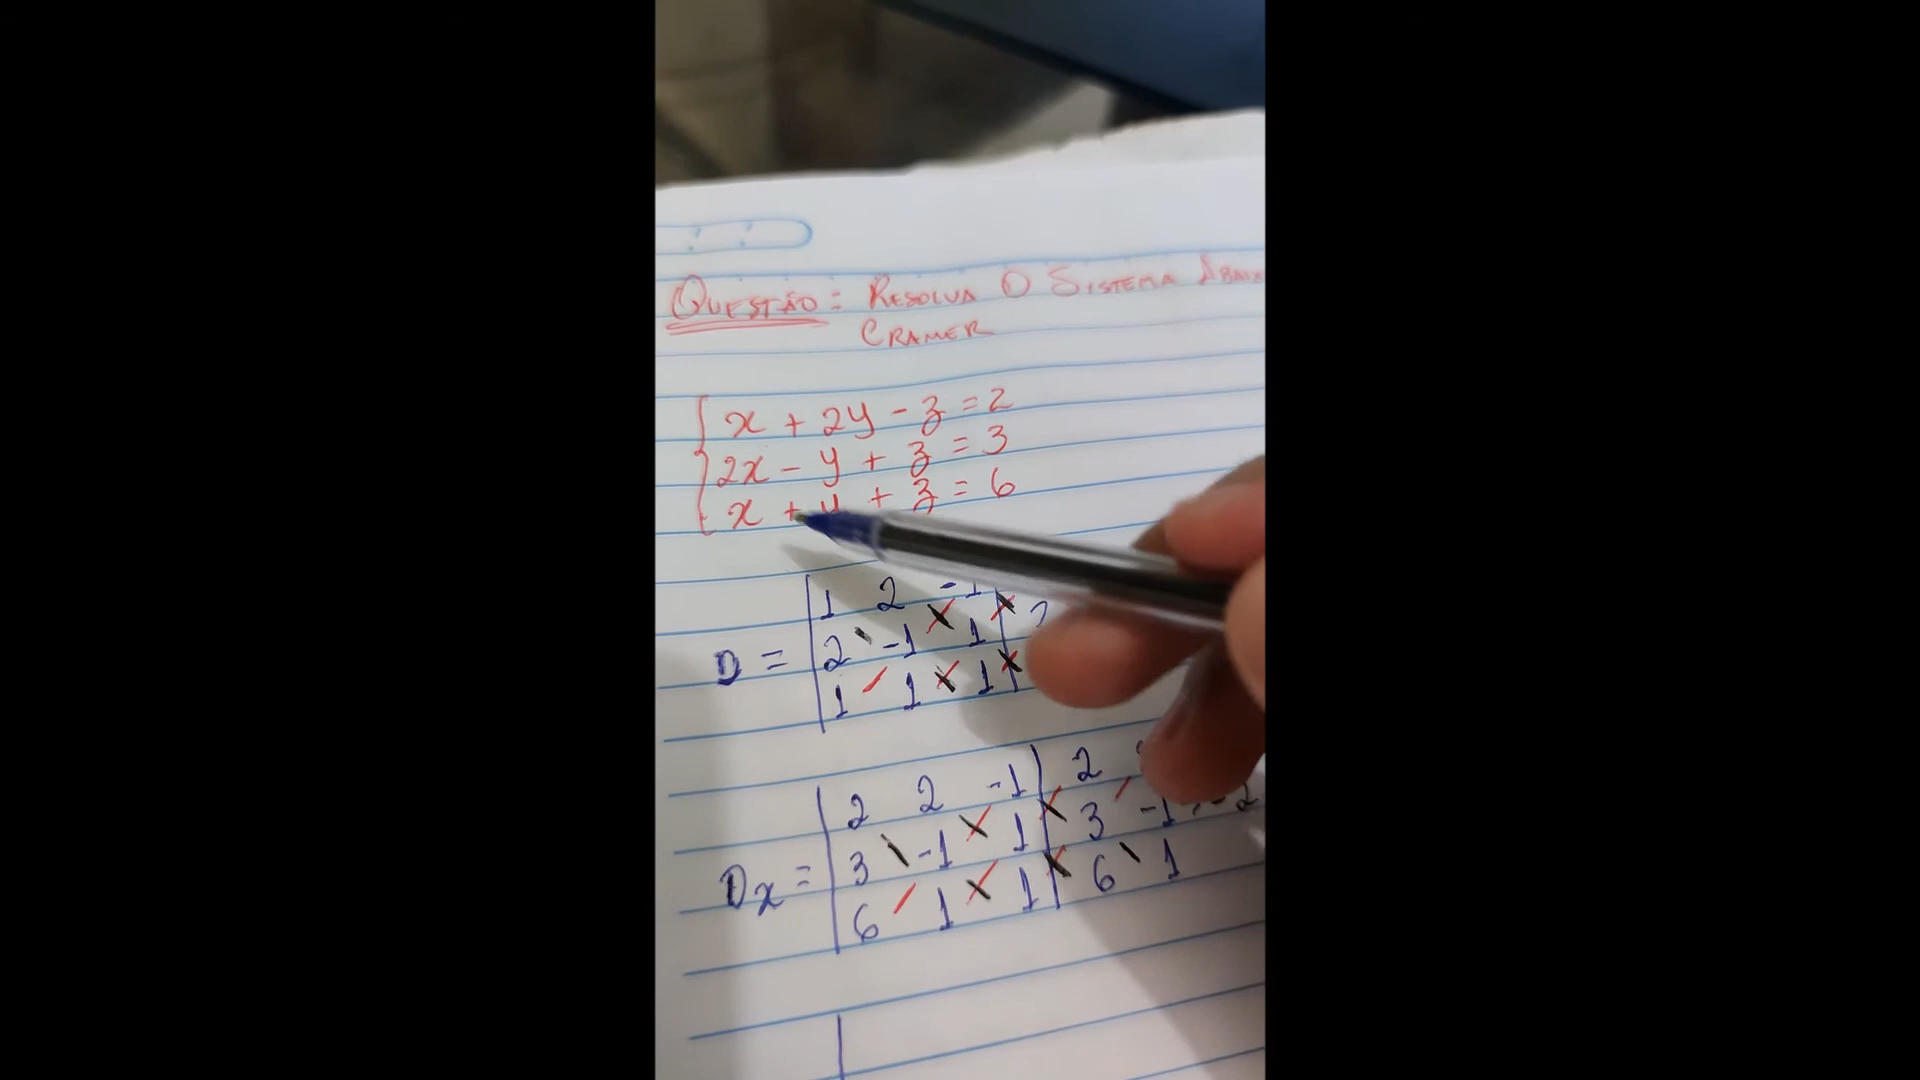 QUESTÃO: RESOLVA O SISTEMA
CRAMER
x + 2y - z = 2
2x - y + z = 3
x + y + z = 6
1 2 -1
D = 2 -1 1
1 1 1
2 2 -1 2
Dx = 3 -1 1 3 -1
6 1 1 6 1